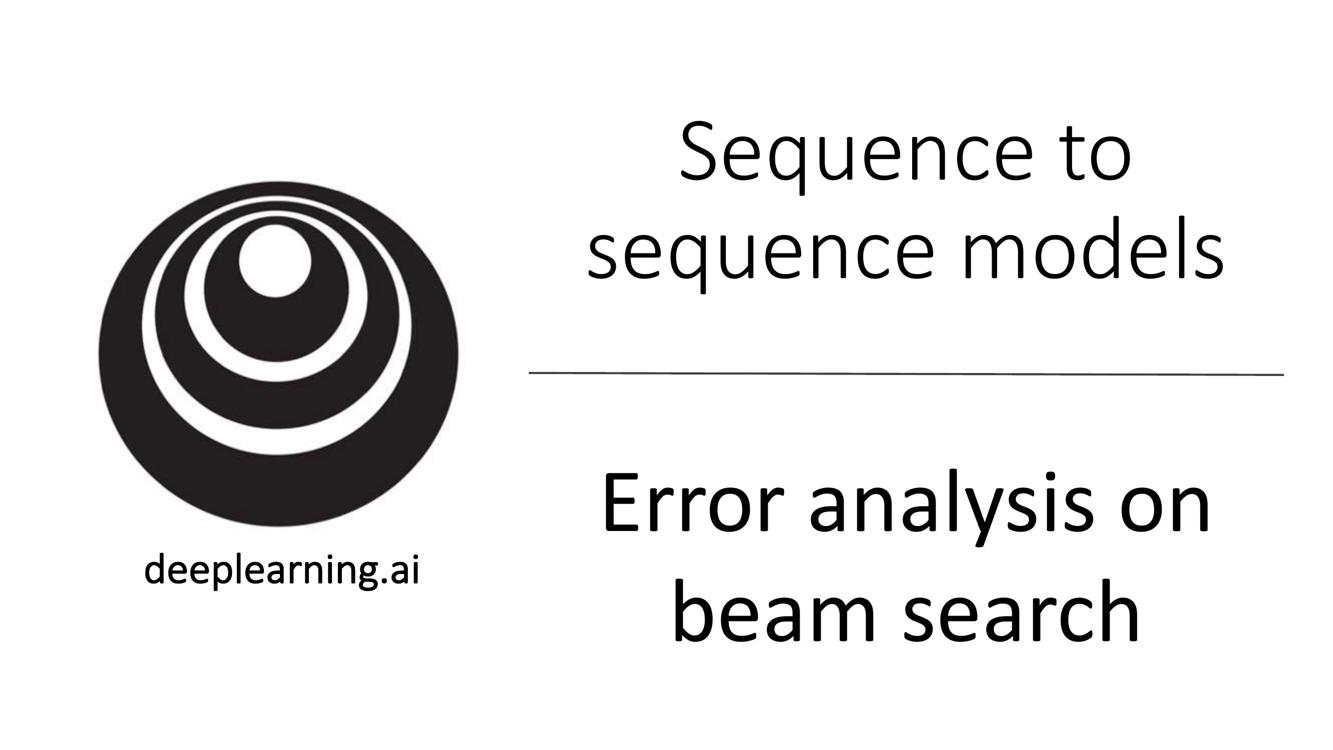 Sequence to
sequence models
Error analysis on
beam search
deeplearning.ai